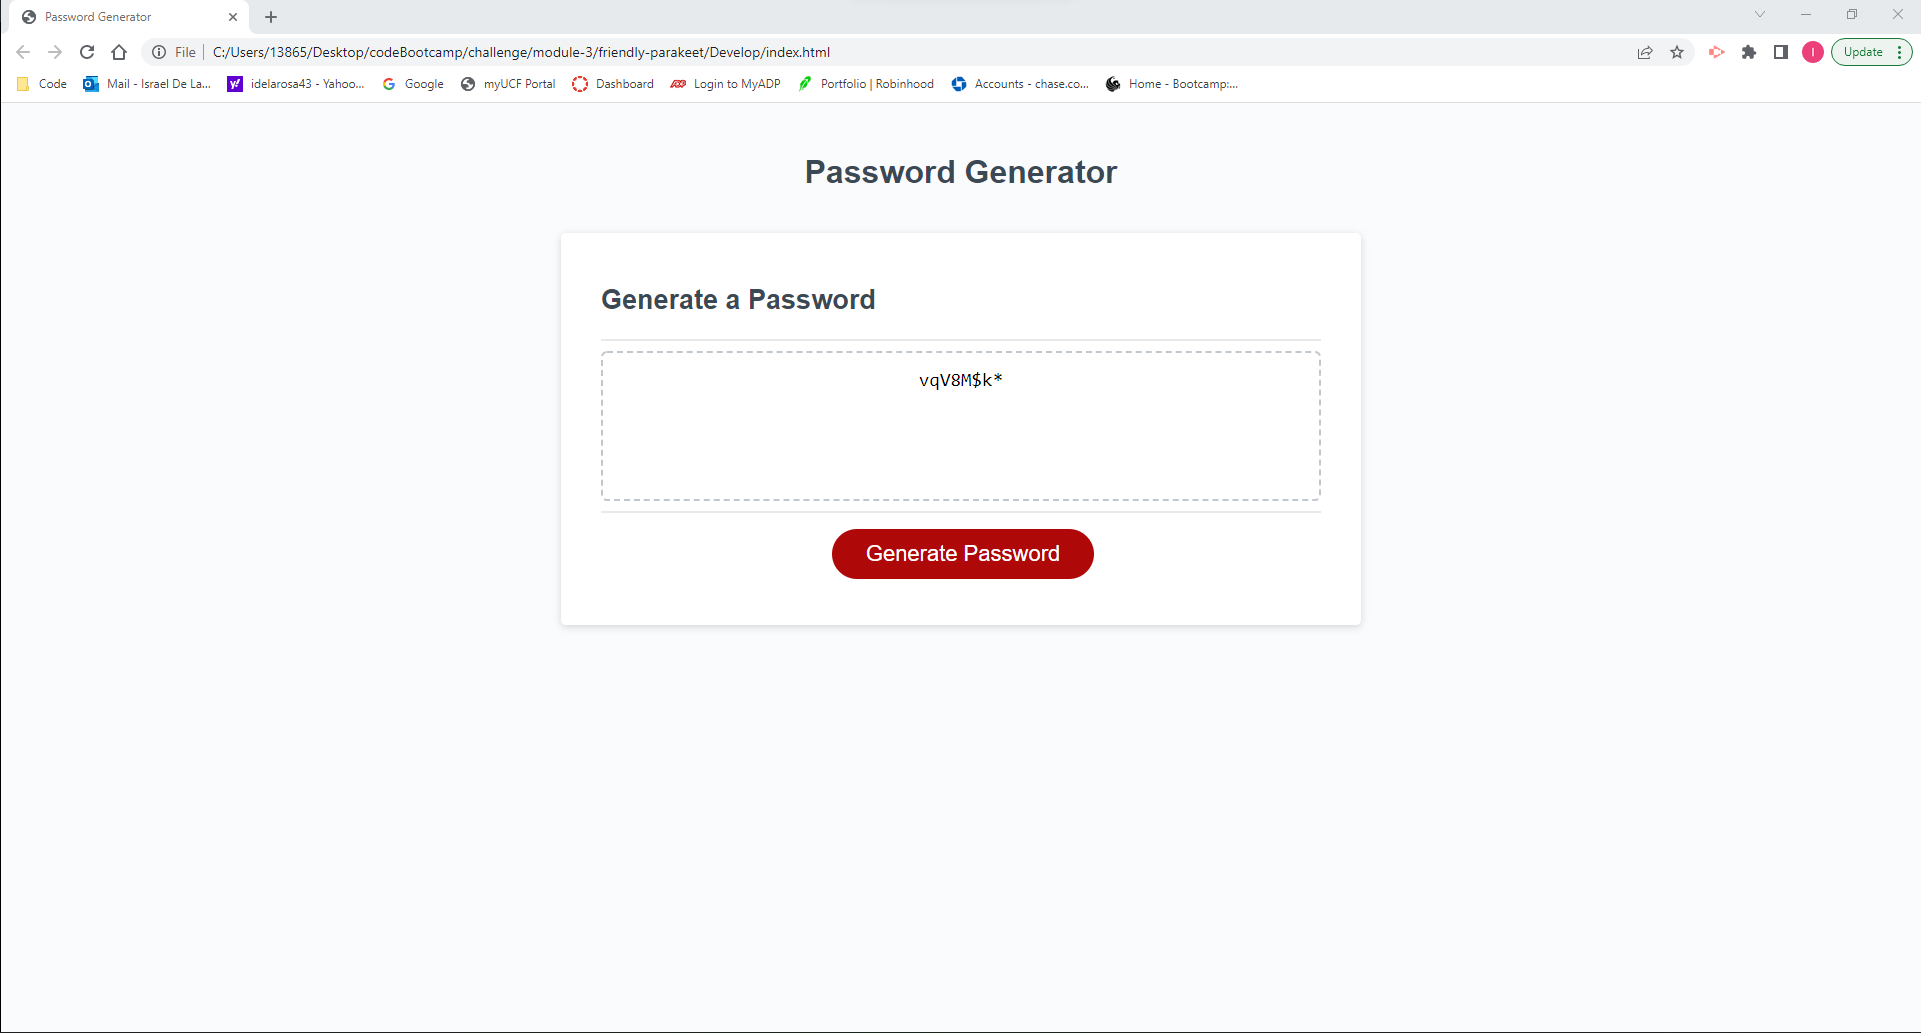 Password Generator
File C:/Users/13865/Desktop/codeBootcamp/challenge/module-3/friendly-parakeet/Develop/index.html I Update
Code Mail - Israel De La... idelarosa43 - Yahoo... Google myUCF Portal Dashboard Login to MyADP Portfolio | Robinhood Accounts - chase.co... Home - Bootcamp:...
Password Generator
Generate a Password
vqV8M$k*
Generate Password